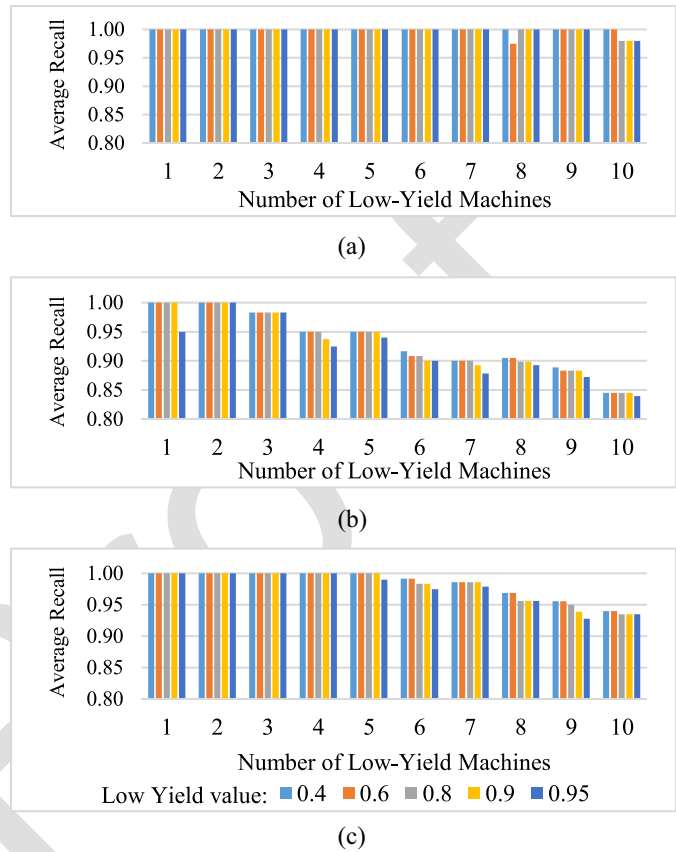 Average Recall
1.00
0.95
0.90
0.85
0.80
1 2 3 4 5 6 7 8 9 10
Number of Low-Yield Machines
(a)
Average Recall
1.00
0.95
0.90
0.85
0.80
1 2 3 4 5 6 7 8 9 10
Number of Low-Yield Machines
(b)
Average Recall
1.00
0.95
0.90
0.85
0.80
1 2 3 4 5 6 7 8 9 10
Number of Low-Yield Machines
Low Yield value: 0.4 0.6 0.8 0.9 0.95
(c)